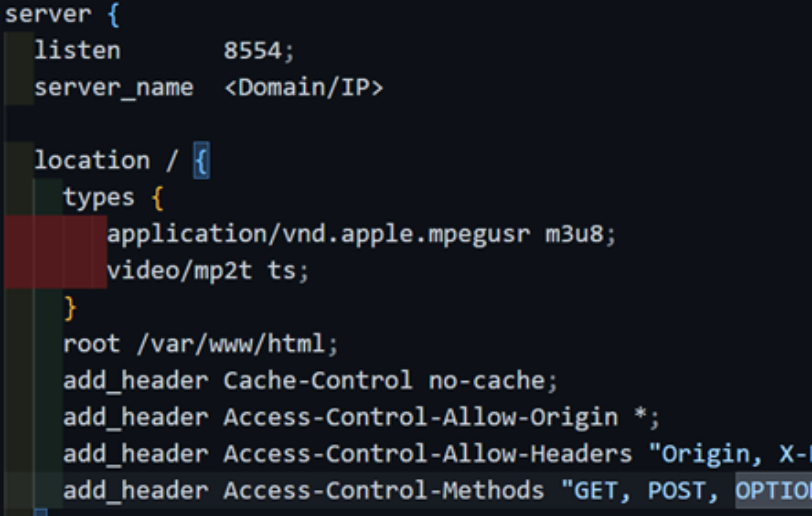 server {
listen 8554;
server_name <Domain/IP>
location / {
types {
application/vnd.apple.mpegusr m3u8;
video/mp2t ts;
}
root /var/www/html;
add_header Cache-Control no-cache;
add_header Access-Control-Allow-Origin *;
add_header Access-Control-Allow-Headers "Origin,
add_header Access-Control-Methods "GET, POST,